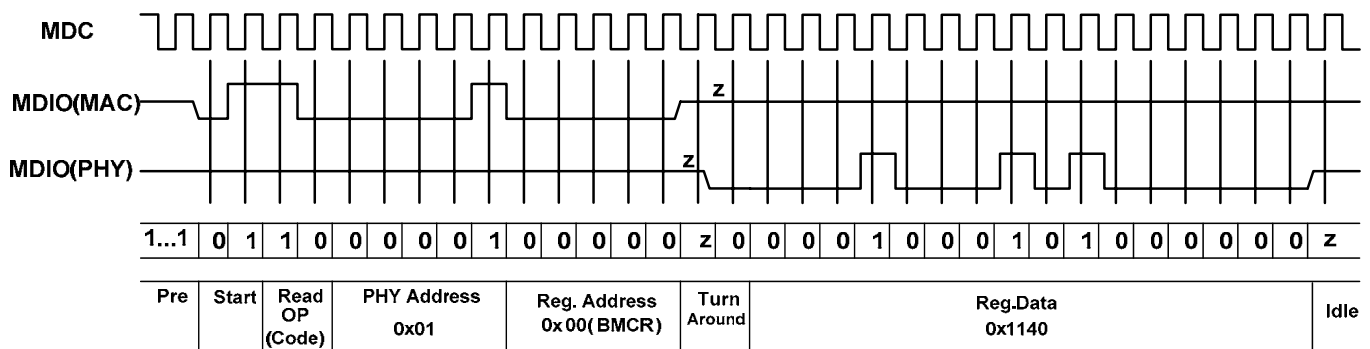 MDC
MDIO(MAC)
z
MDIO(PHY)
z
1...1 0 1 1 0 0 0 0 0 1 0 0 0 0 0 z 0 0 0 0 1 0 0 0 1 0 1 0 0 0 0 0 0 z
Pre
Start
Read
OP
(Code)
PHY Address
0x01
Reg. Address
0x00(BMCR)
Turn
Around
Reg.Data
0x1140
Idle